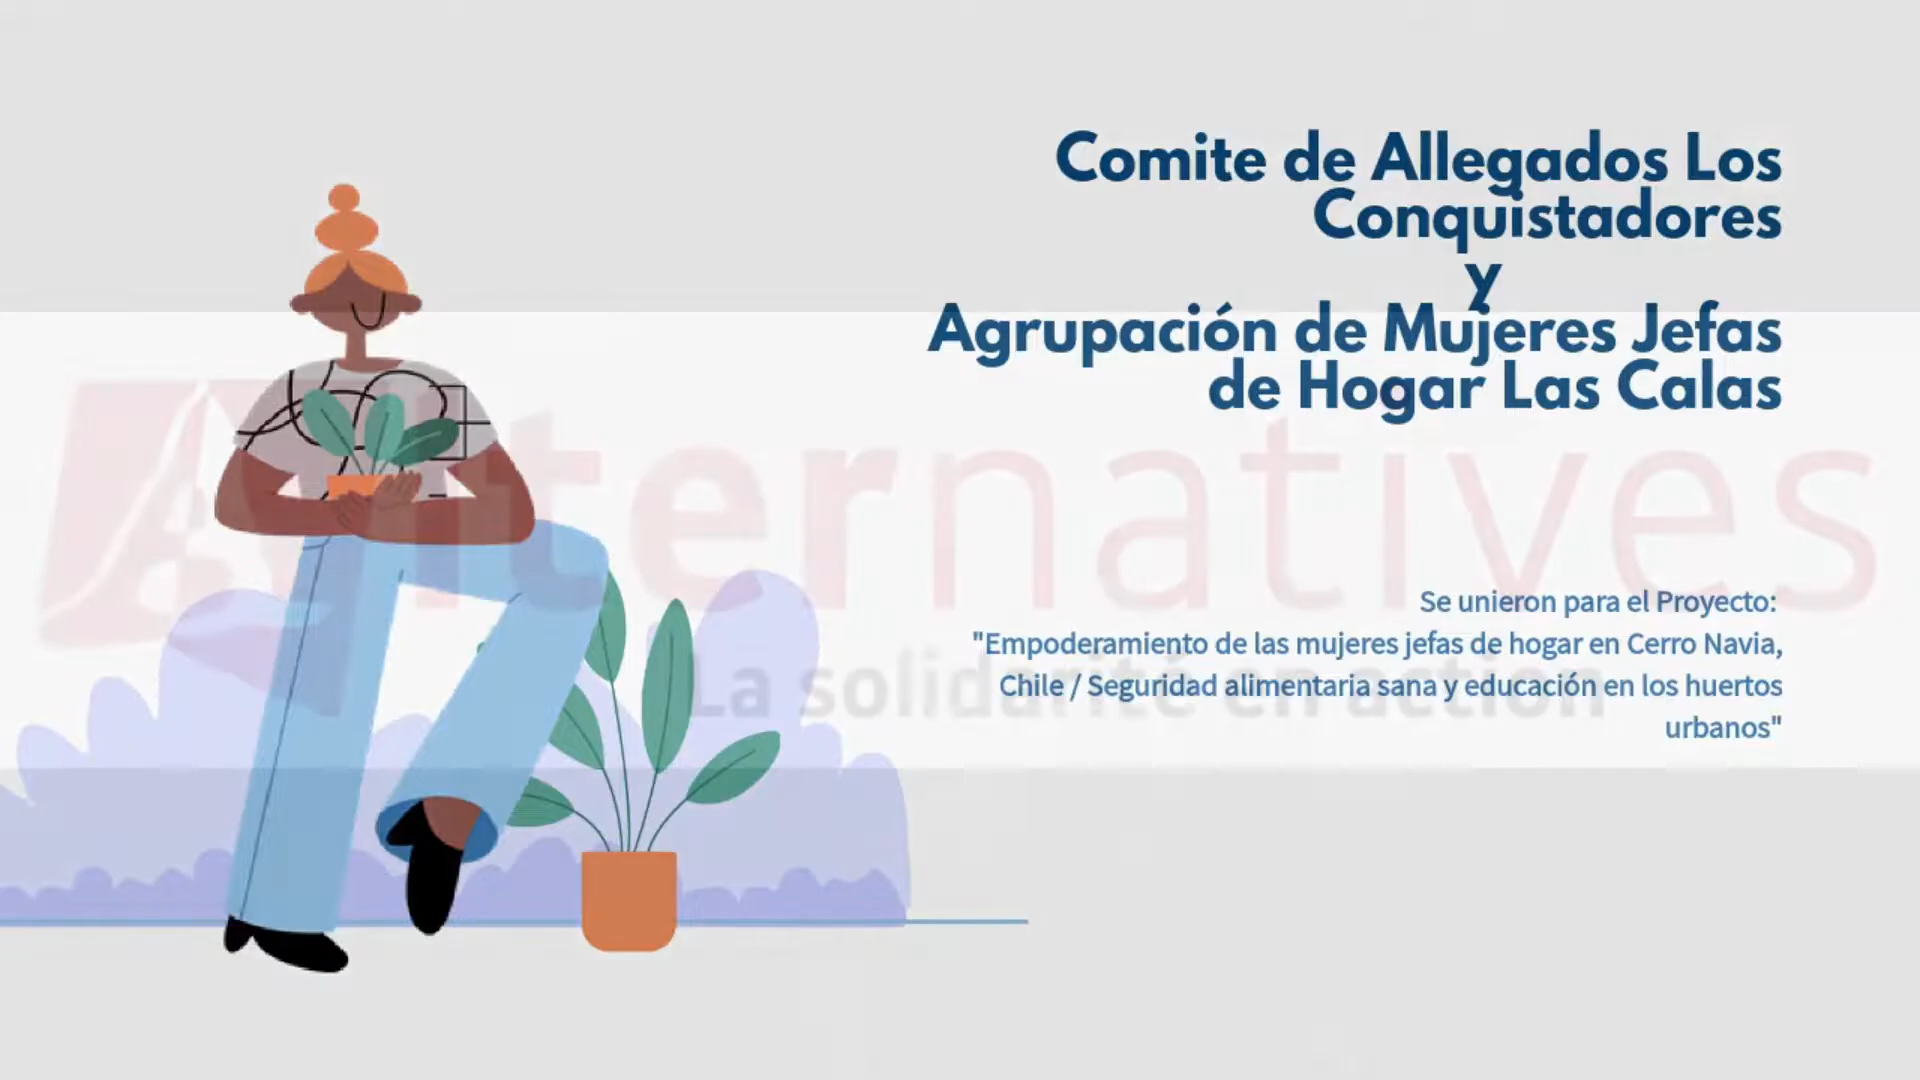 Comite de Allegados Los
Conquistadores
y
Agrupación de Mujeres Jefas
de Hogar Las Calas
Alternatives
La solidarité en action
Se unieron para el Proyecto:
"Empoderamiento de las mujeres jefas de hogar en Cerro Navia,
Chile / Seguridad alimentaria sana y educación en los huertos
urbanos"